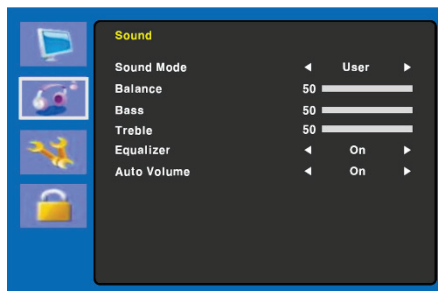 Sound
Sound Mode ◀ User ▶
Balance 50
Bass 50
Treble 50
Equalizer ◀ On ▶
Auto Volume ◀ On ▶